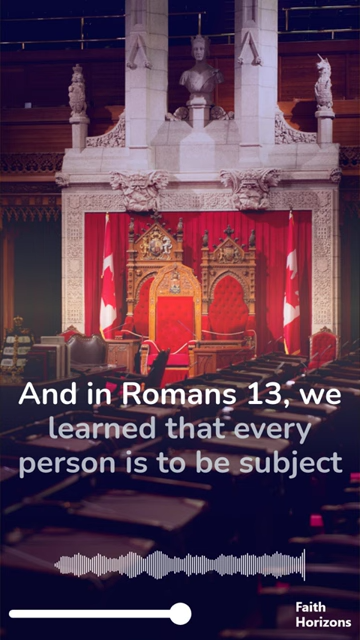 And in Romans 13, we
learned that every
person is to be subject
Faith
Horizons